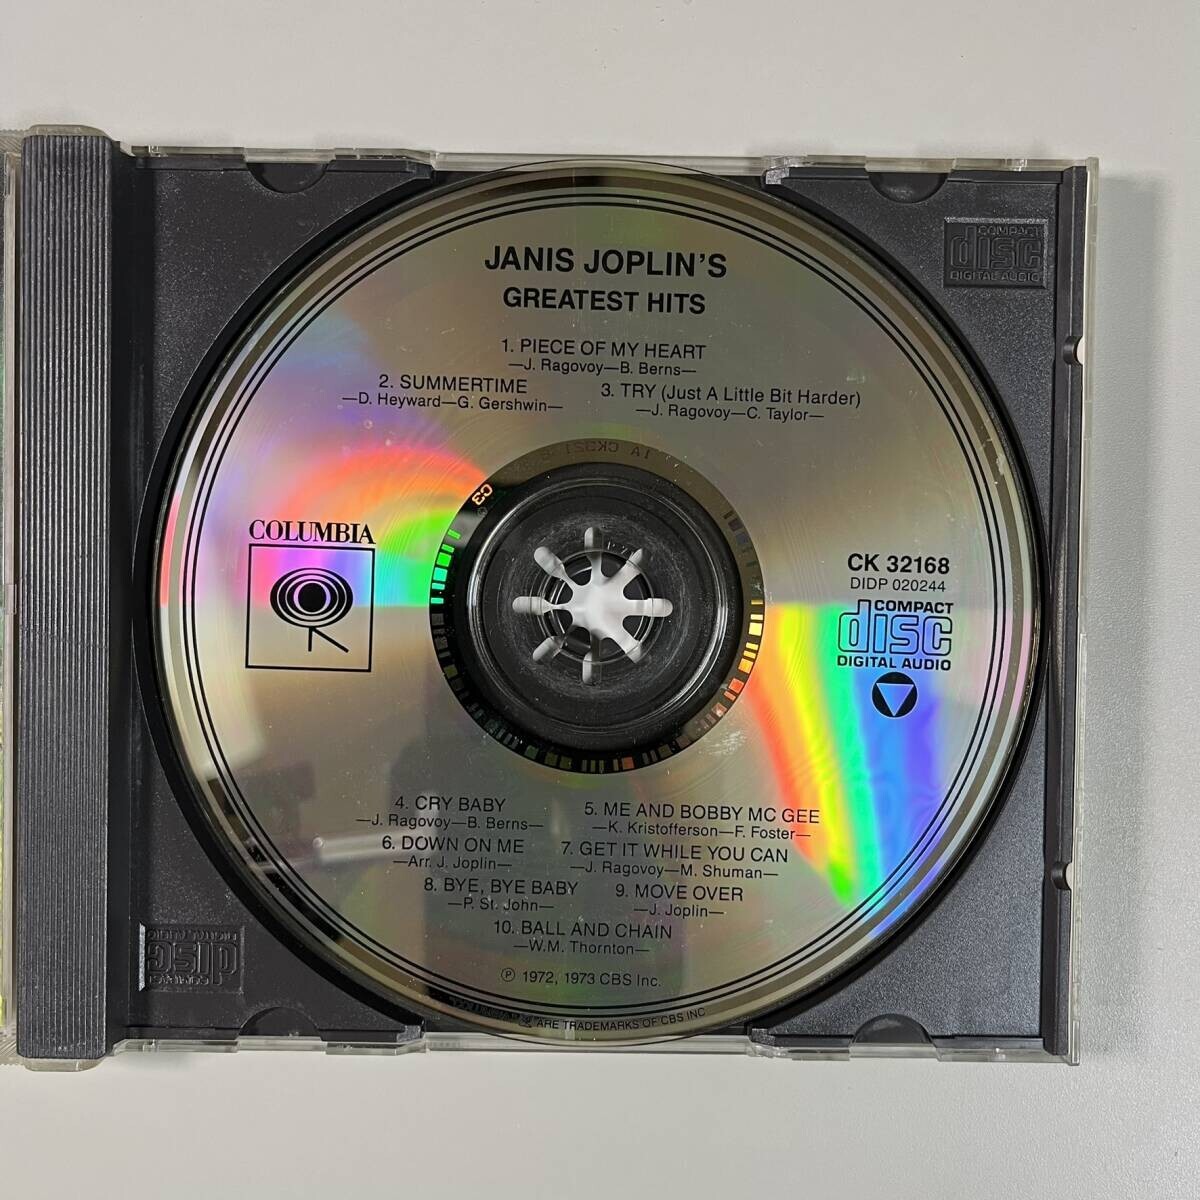 JANIS JOPLIN'S
GREATEST HITS
1. PIECE OF MY HEART
—J. Ragovoy—B. Berns—
2. SUMMERTIME
—D. Heyward—G. Gershwin—
3. TRY (Just A Little Bit Harder)
—J. Ragovoy—C. Taylor—
COLUMBIA
CK 32168
DIDP 020244
COMPACT
disc
DIGITAL AUDIO
4. CRY BABY
—J. Ragovoy—B. Berns—
5. ME AND BOBBY MC GEE
—K. Kristofferson—F. Foster—
6. DOWN ON ME
—Arr. J. Joplin—
7. GET IT WHILE YOU CAN
—J. Ragovoy—M. Shuman—
8. BYE, BYE BABY
—P. St. John—
9. MOVE OVER
—J. Joplin—
10. BALL AND CHAIN
—W.M. Thornton—
℗ 1972, 1973 CBS Inc.
ARE TRADEMARKS OF CBS INC
COMPACT
disc
DIGITAL AUDIO
COMPACT
disc
DIGITAL AUDIO